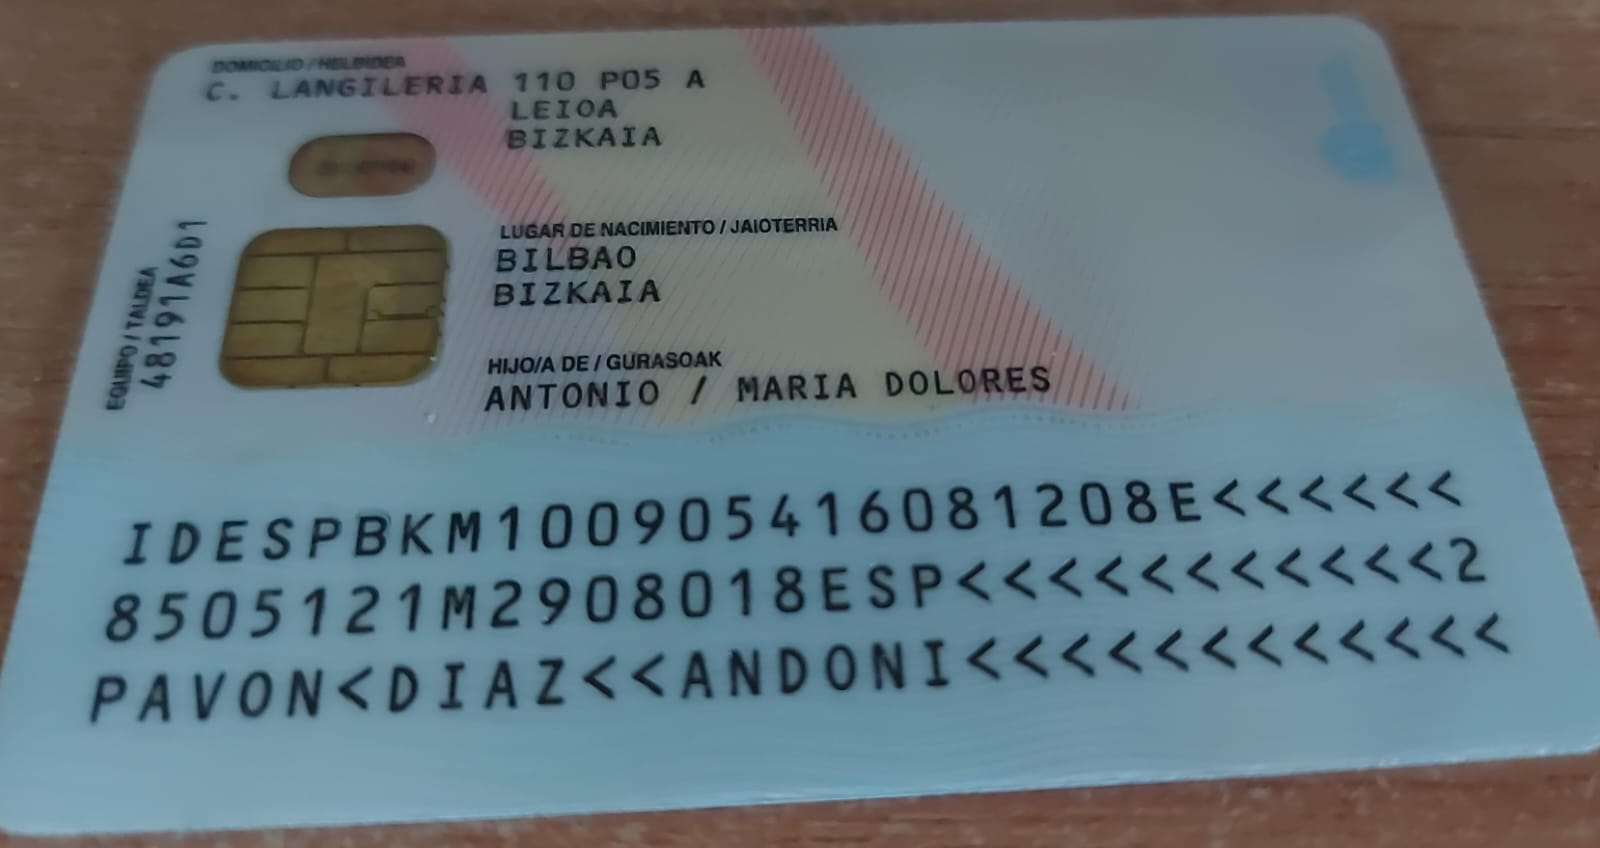 DOMICILIO / HELBIDEA
C. LANGILERIA 110 P05 A
LEIOA
BIZKAIA
LUGAR DE NACIMIENTO / JAIOTERRIA
BILBAO
BIZKAIA
EQUIPO / TALDEA
48191A6D1
HIJO/A DE / GURASOAK
ANTONIO / MARIA DOLORES
IDESPBKM100905416081208E<<<<<<
8505121M2908018ESP<<<<<<<<<<<2
PAVON<DIAZ<<ANDONI<<<<<<<<<<<<